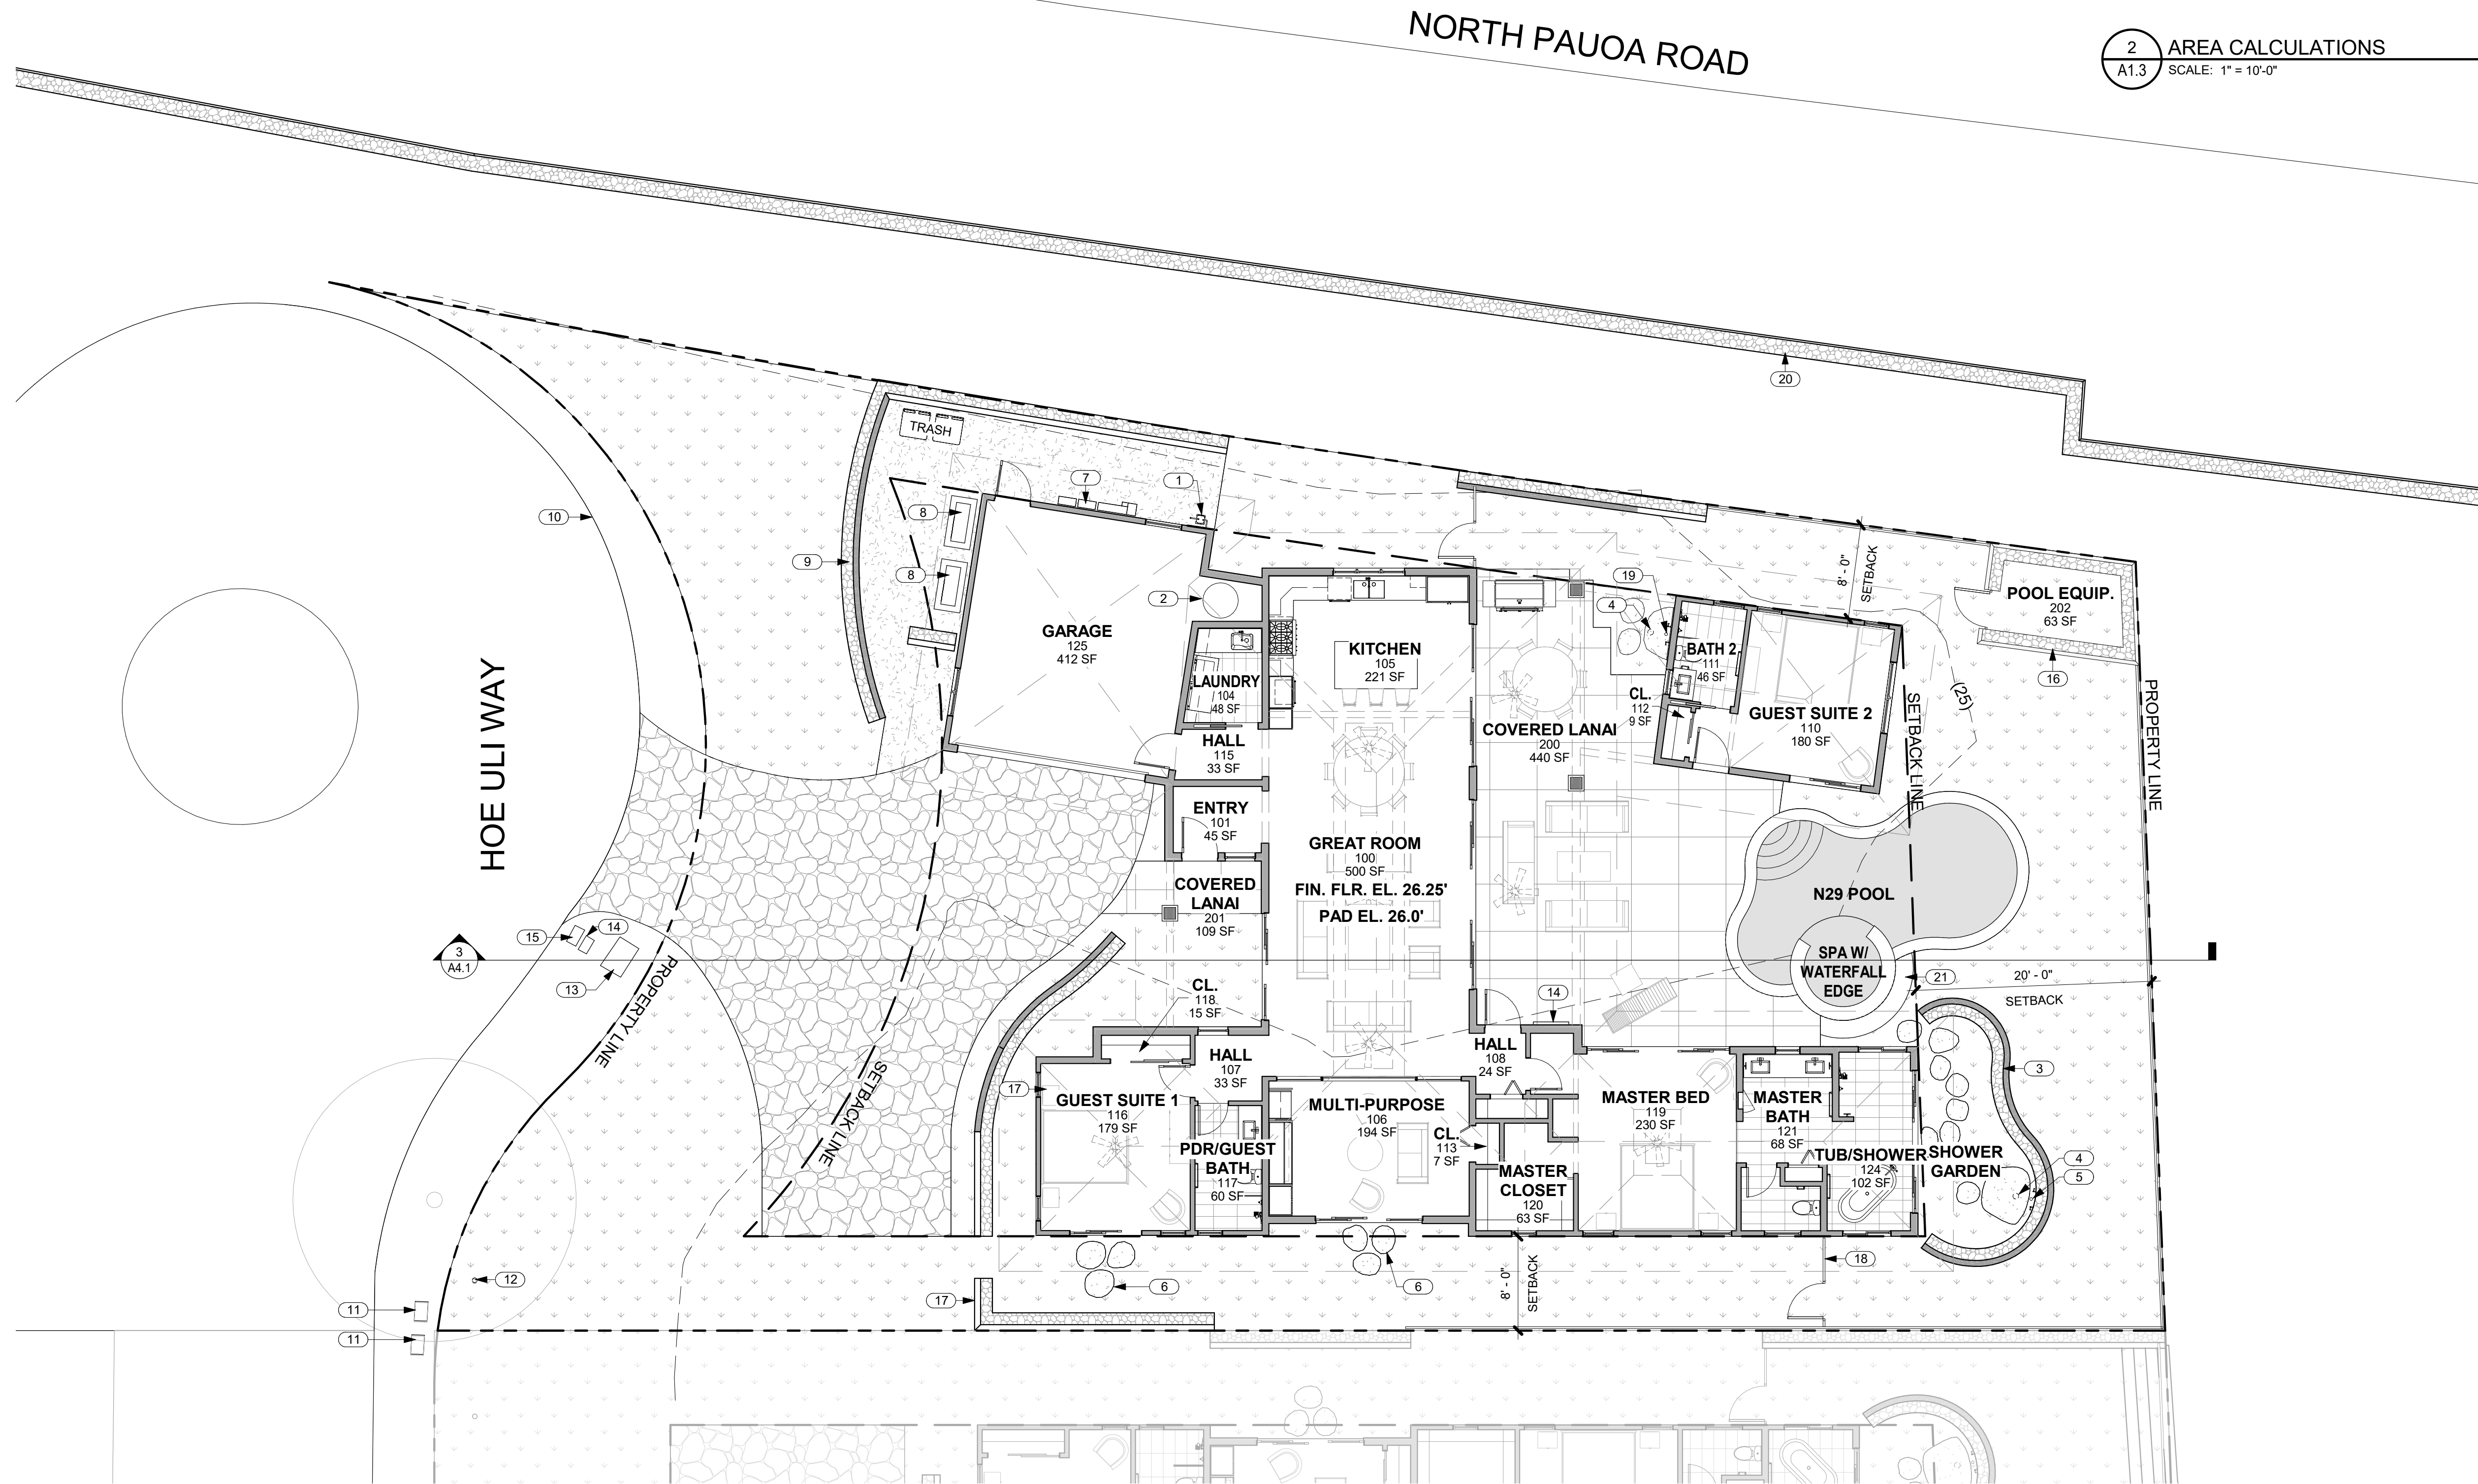 NORTH PAUOA ROAD
2
A1.3
AREA CALCULATIONS
SCALE: 1" = 10'-0"
20
TRASH
7
1
8
10
9
8
2
19
4
8' - 0"
SETBACK
POOL EQUIP.
202
63 SF
16
GARAGE
125
412 SF
KITCHEN
105
221 SF
LAUNDRY
104
48 SF
BATH 2
111
46 SF
CL.
112
9 SF
GUEST SUITE 2
110
180 SF
(25)
SETBACK LINE
PROPERTY LINE
HOE ULI WAY
HALL
115
33 SF
COVERED LANAI
200
440 SF
ENTRY
101
45 SF
GREAT ROOM
100
500 SF
FIN. FLR. EL. 26.25'
PAD EL. 26.0'
COVERED
LANAI
201
109 SF
N29 POOL
SPA W/
WATERFALL
EDGE
21
20' - 0"
SETBACK
3
A4.1
15
14
13
PROPERTY LINE
SETBACK LINE
CL.
118
15 SF
14
HALL
107
33 SF
HALL
108
24 SF
17
GUEST SUITE 1
116
179 SF
MULTI-PURPOSE
106
194 SF
CL.
113
7 SF
MASTER BED
119
230 SF
MASTER
BATH
121
68 SF
3
PDR/GUEST
BATH
117
60 SF
MASTER
CLOSET
120
63 SF
TUB/SHOWER
124
102 SF
SHOWER
GARDEN
4
5
12
6
6
8' - 0"
SETBACK
18
11
17
11